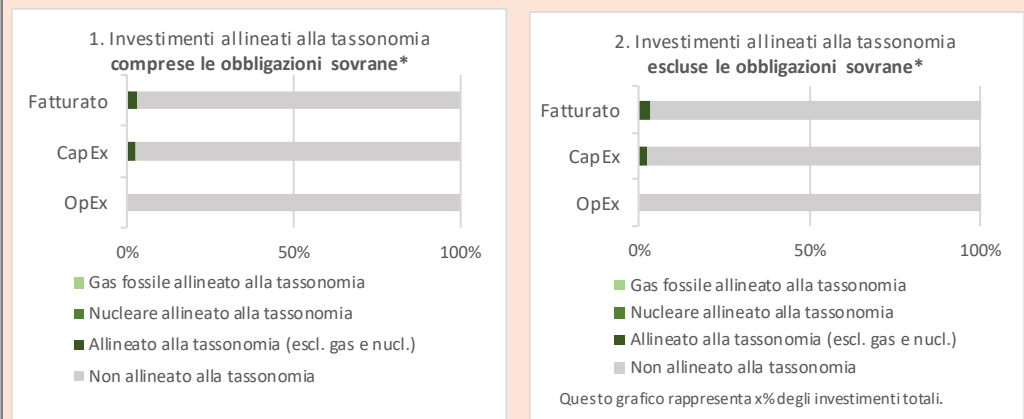 1. Investimenti allineati alla tassonomia
comprese le obbligazioni sovrane*
Fatturato
CapEx
OpEx
0%
50%
100%
Gas fossile allineato alla tassonomia
Nucleare allineato alla tassonomia
Allineato alla tassonomia (escl. gas e nucl.)
Non allineato alla tassonomia
2. Investimenti allineati alla tassonomia
escluse le obbligazioni sovrane*
Fatturato
CapEx
OpEx
0%
50%
100%
Gas fossile allineato alla tassonomia
Nucleare allineato alla tassonomia
Allineato alla tassonomia (escl. gas e nucl.)
Non allineato alla tassonomia
Questo grafico rappresenta x% degli investimenti totali.